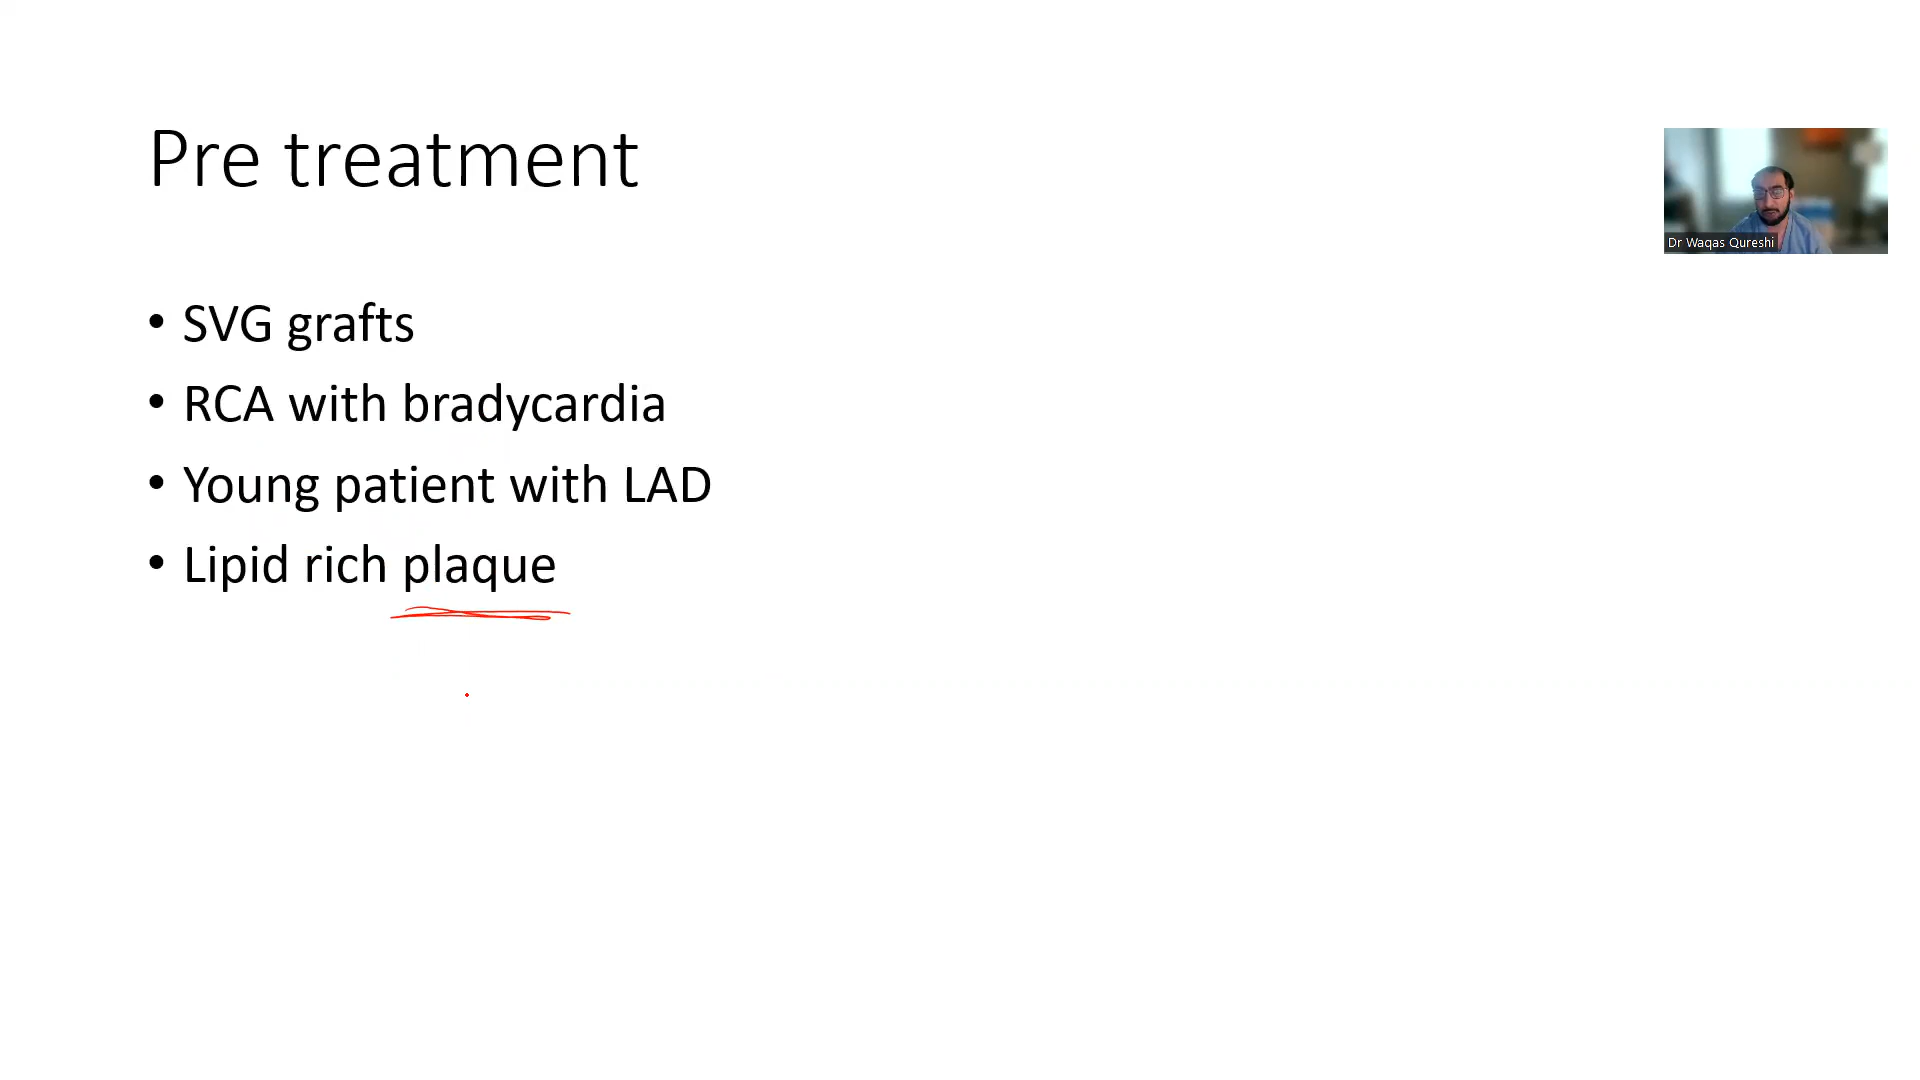 Pre treatment
Dr Waqas Qureshi
• SVG grafts
• RCA with bradycardia
• Young patient with LAD
• Lipid rich plaque